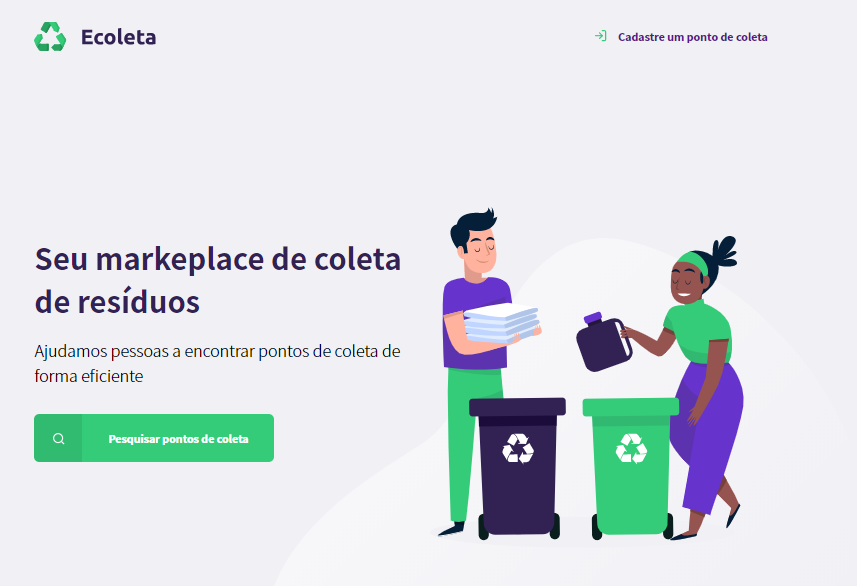 Ecoleta
Cadastre um ponto de coleta
Seu markeplace de coleta
de resíduos
Ajudamos pessoas a encontrar pontos de coleta de
forma eficiente
Pesquisar pontos de coleta